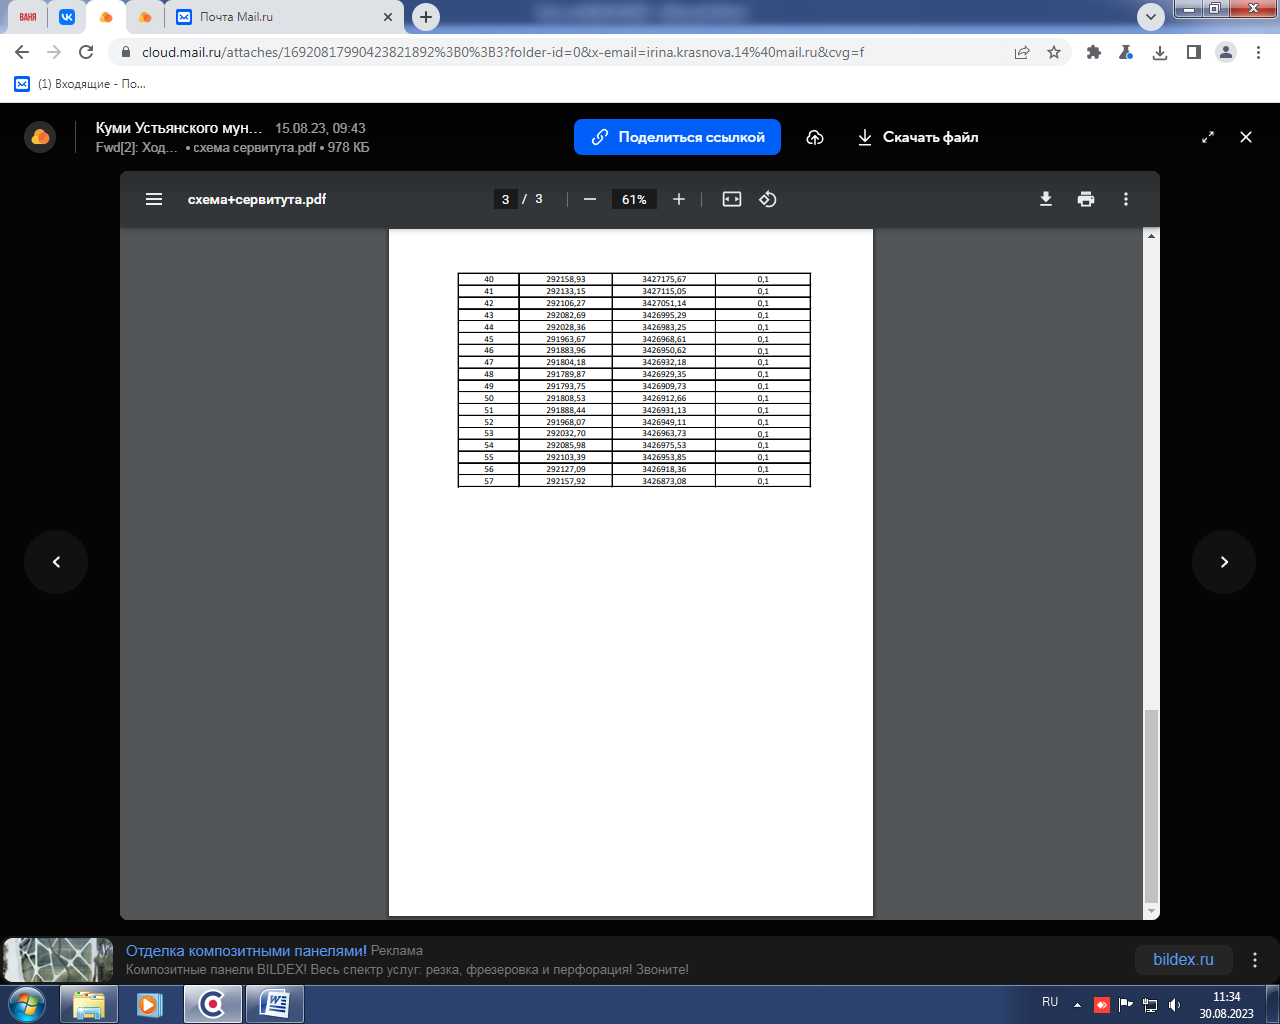 ВАНЯ
Почта Mail.ru
cloud.mail.ru/attaches/16920817990423821892%3B0%3B3?folder-id=0&x-email=irina.krasnova.14%40mail.ru&cvg=f
(1) Входящие - По...
Куми Устьянского мун... 15.08.23, 09:43
Fwd[2]: Ход... • схема сервитута.pdf • 978 КБ
Поделиться ссылкой
Скачать файл
схема+сервитута.pdf
3 / 3
61%
40 292158,93 3427175,67 0,1
41 292133,15 3427115,05 0,1
42 292106,27 3427051,14 0,1
43 292082,69 3426995,29 0,1
44 292028,36 3426983,25 0,1
45 291963,67 3426968,61 0,1
46 291883,96 3426950,62 0,1
47 291804,18 3426932,18 0,1
48 291789,87 3426929,35 0,1
49 291793,75 3426909,73 0,1
50 291808,53 3426912,66 0,1
51 291888,44 3426931,13 0,1
52 291968,07 3426949,11 0,1
53 292032,70 3426963,73 0,1
54 292085,98 3426975,53 0,1
55 292103,39 3426953,85 0,1
56 292127,09 3426918,36 0,1
57 292157,92 3426873,08 0,1
Отделка композитными панелями! Реклама
Композитные панели BILDEX! Весь спектр услуг: резка, фрезеровка и перфорация! Звоните!
bildex.ru
RU
11:34
30.08.2023